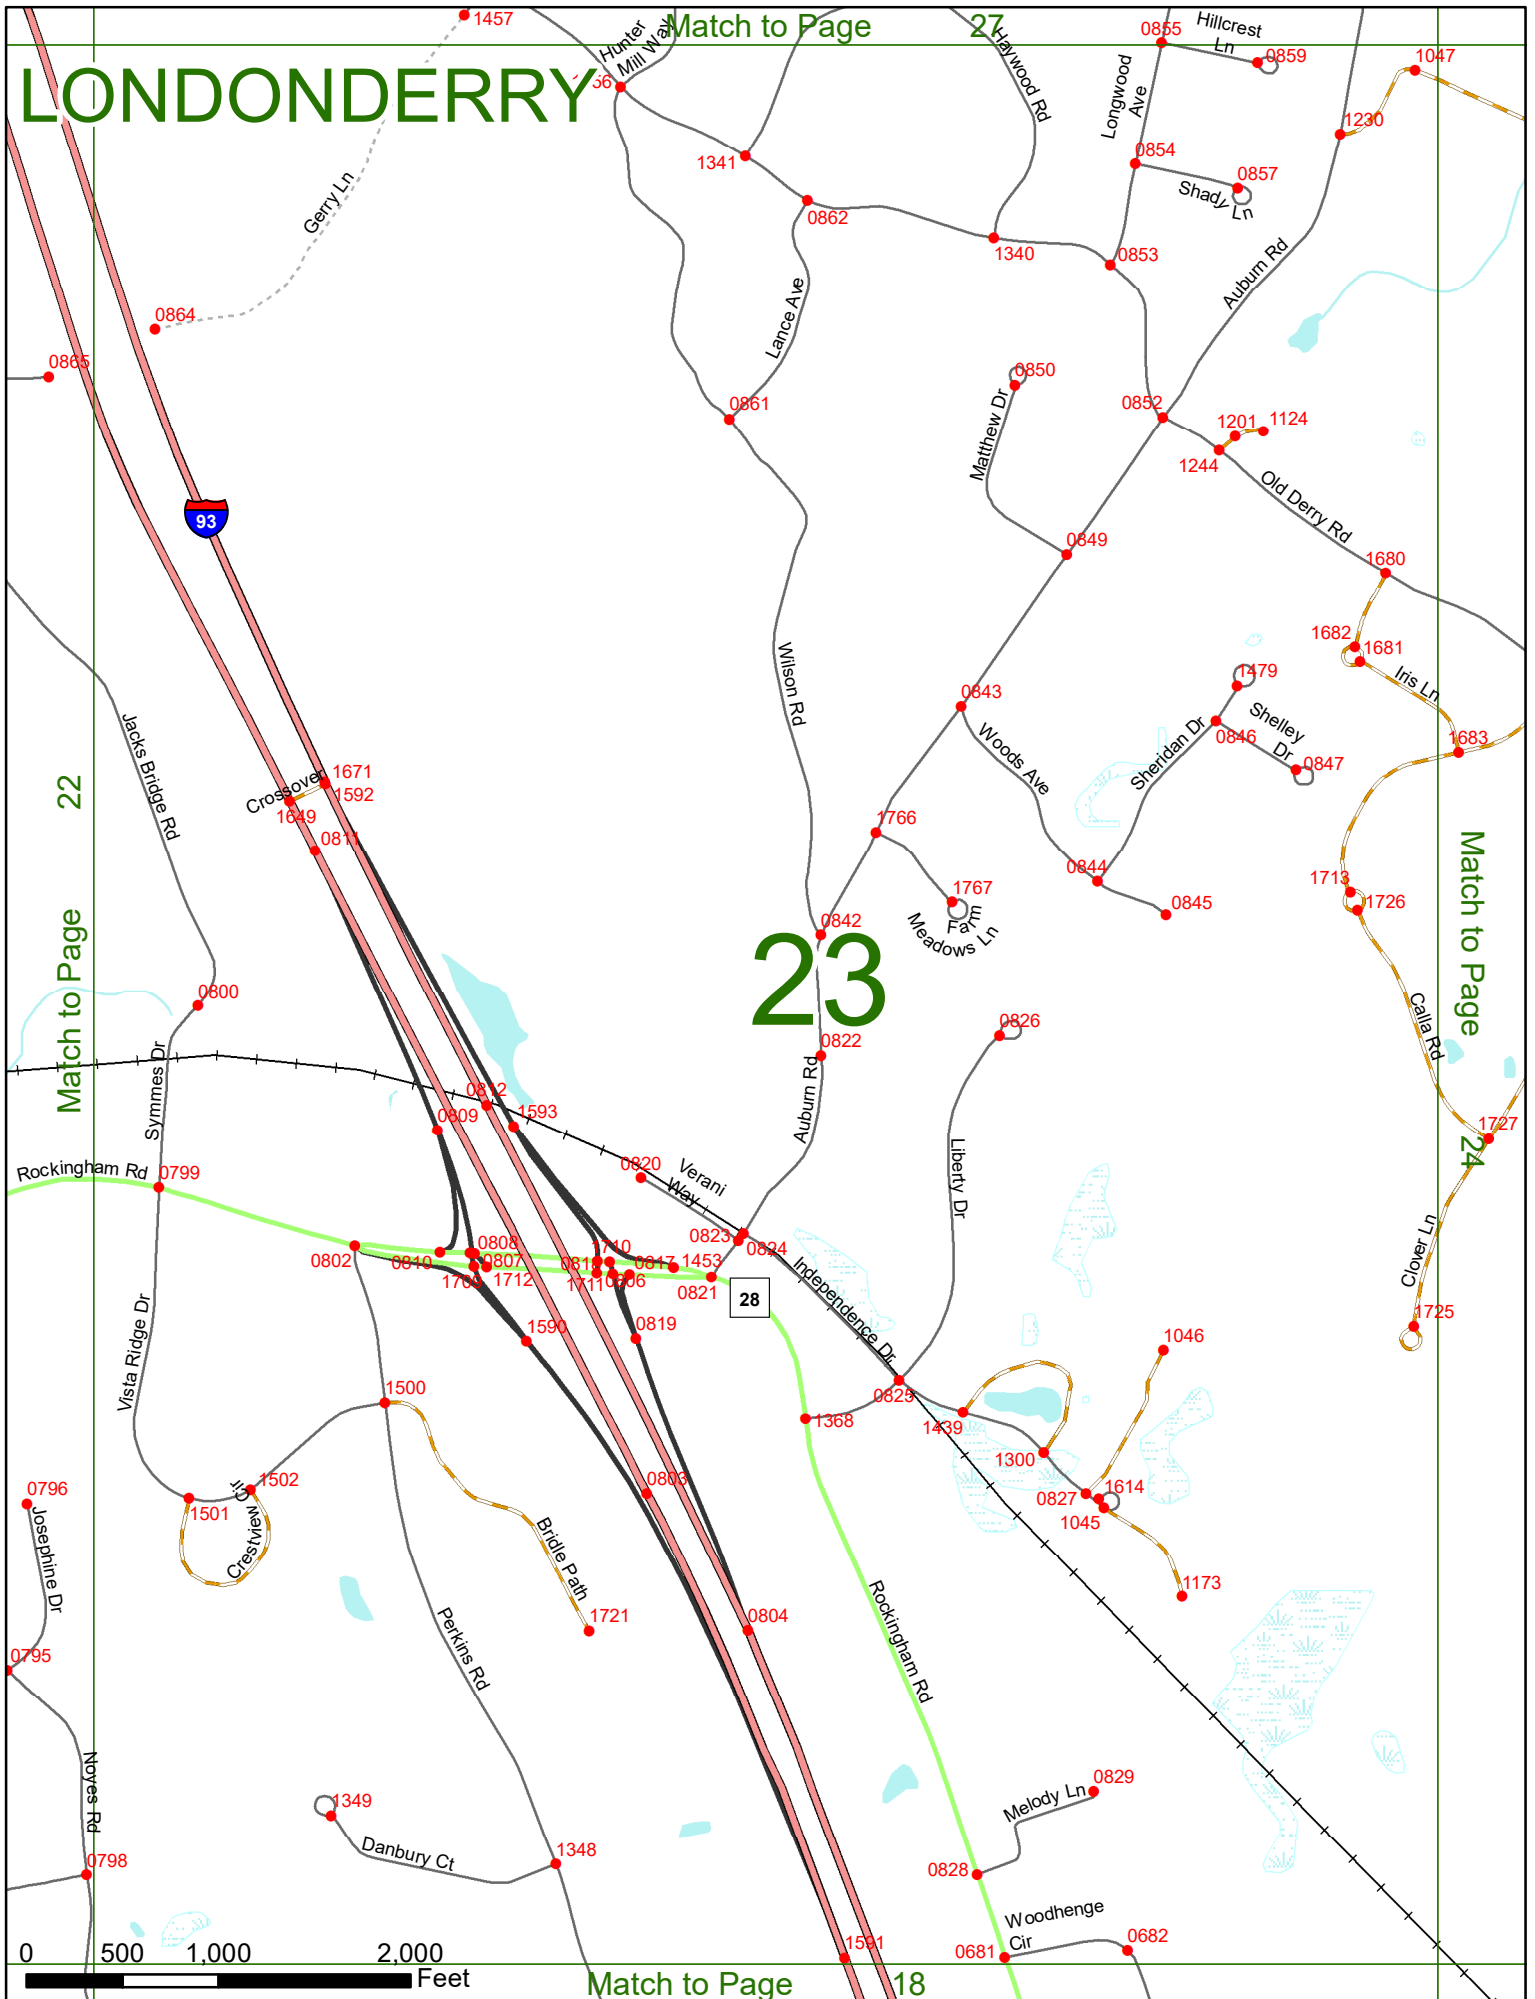 1457
Hunter
Mill Way
Match to Page 27
Haywood Rd
0855
Hillcrest
Ln
0859
1047
LONDONDERRY
56
Longwood
Ave
1230
1341
0854
0857
Shady Ln
Gerry Ln
0862
1340
0853
Auburn Rd
0864
0865
Lance Ave
0850
0861
Matthew Dr
0852
1201
1124
1244
Old Derry Rd
93
0849
1680
1682
1681
Iris Ln
Wilson Rd
1479
0843
Shelley
Dr
0846
0847
1683
Jacks Bridge Rd
Woods Ave
Sheridan Dr
Crossover
1671
1592
1649
0811
22
Match to Page
1766
0844
1713
1726
1767
0845
Farm
Meadows Ln
Match to Page
24
0842
23
0800
0826
0822
Calla Rd
Symmes Dr
0812
0809
1593
Auburn Rd
1727
Rockingham Rd
0799
0820
Verani
Way
Liberty Dr
0823
0824
0802
0810
0808
0807
1709
1712
1710
0818
1711
0806
0817
1453
0821
28
Independence Dr
Clover Ln
1725
Vista Ridge Dr
1590
0819
1046
1500
0825
1368
1439
1300
0796
1501
1502
Crestview Cir
0803
0827
1614
1045
Josephine Dr
Bridle Path
1173
1721
0804
Rockingham Rd
0795
Perkins Rd
Noyes Rd
1349
Danbury Ct
1348
Melody Ln
0829
0798
0828
Woodhenge
Cir
1591
0681
0682
0 500 1,000 2,000
Feet
Match to Page 18